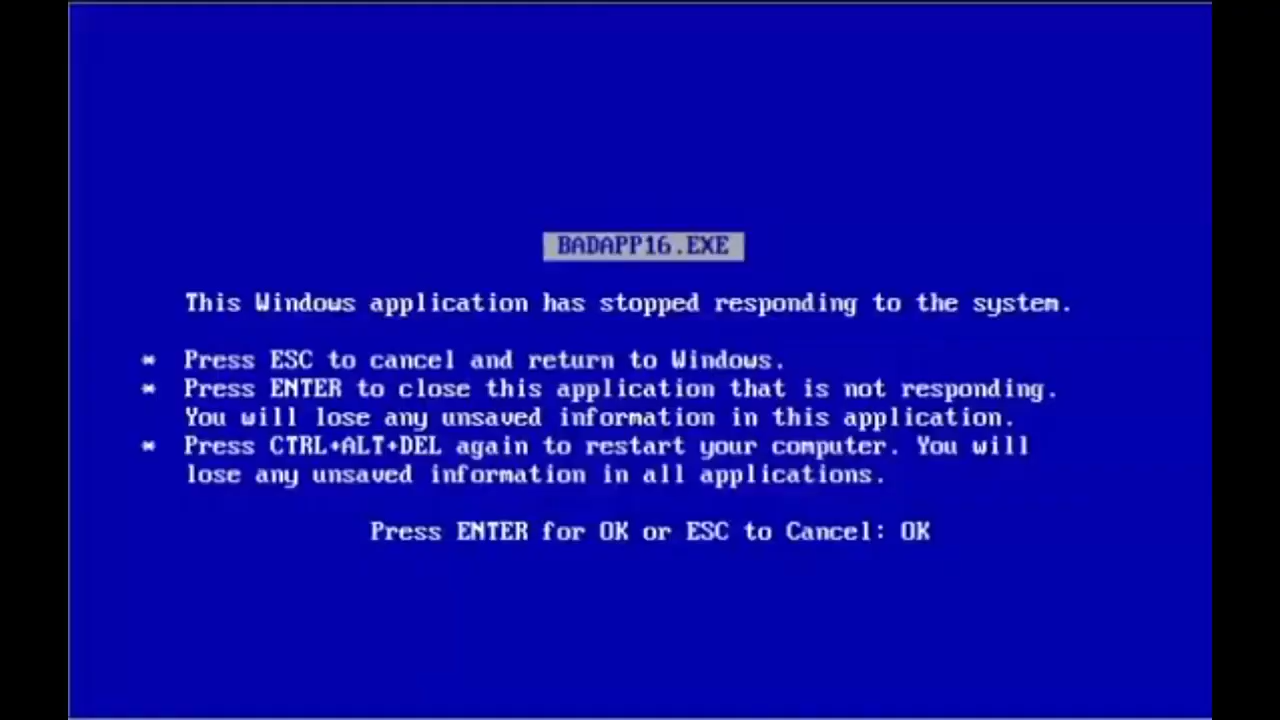 BADAPP16.EXE
This Windows application has stopped responding to the system.
* Press ESC to cancel and return to Windows.
* Press ENTER to close this application that is not responding.
You will lose any unsaved information in this application.
* Press CTRL+ALT+DEL again to restart your computer. You will
lose any unsaved information in all applications.
Press ENTER for OK or ESC to Cancel: OK